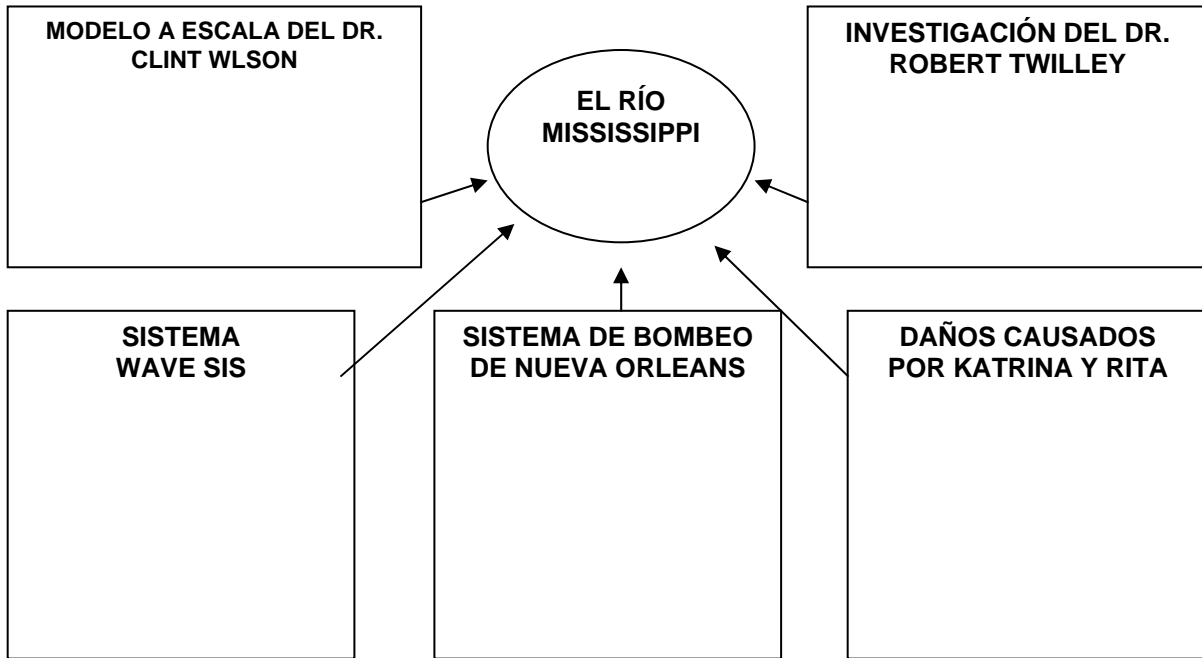 MODELO A ESCALA DEL DR.
CLINT WLSON
EL RÍO
MISSISSIPPI
INVESTIGACIÓN DEL DR.
ROBERT TWILLEY
SISTEMA
WAVE SIS
SISTEMA DE BOMBEO
DE NUEVA ORLEANS
DAÑOS CAUSADOS
POR KATRINA Y RITA